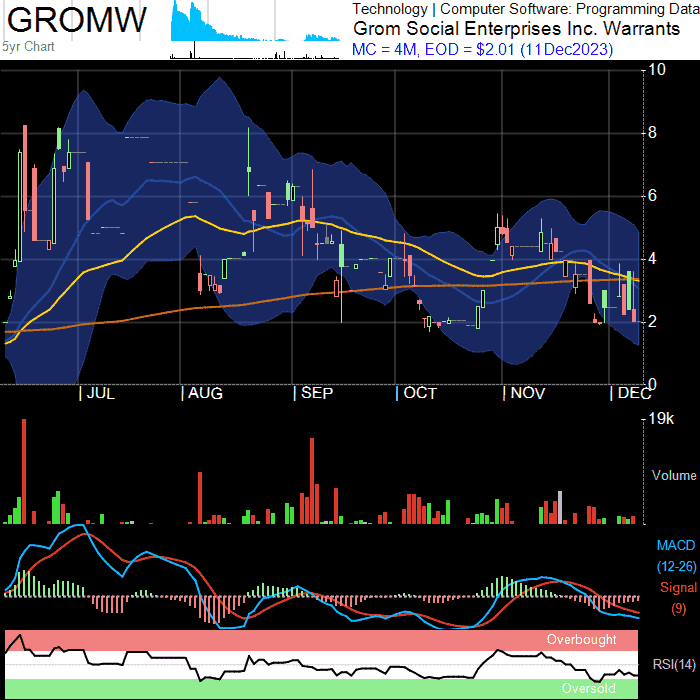 GROMW
5yr Chart
Technology | Computer Software: Programming Data
Grom Social Enterprises Inc. Warrants
MC = 4M, EOD = $2.01 (11Dec2023)
10
8
6
4
2
0
JUL
AUG
SEP
OCT
NOV
DEC
19k
Volume
MACD
(12-26)
Signal
(9)
Overbought
RSI(14)
Oversold